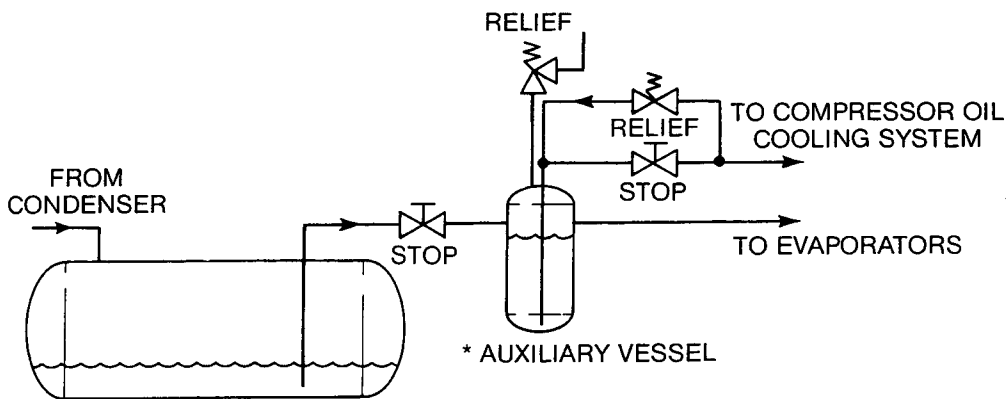 RELIEF
RELIEF
TO COMPRESSOR OIL
COOLING SYSTEM
STOP
FROM
CONDENSER
STOP
TO EVAPORATORS
* AUXILIARY VESSEL